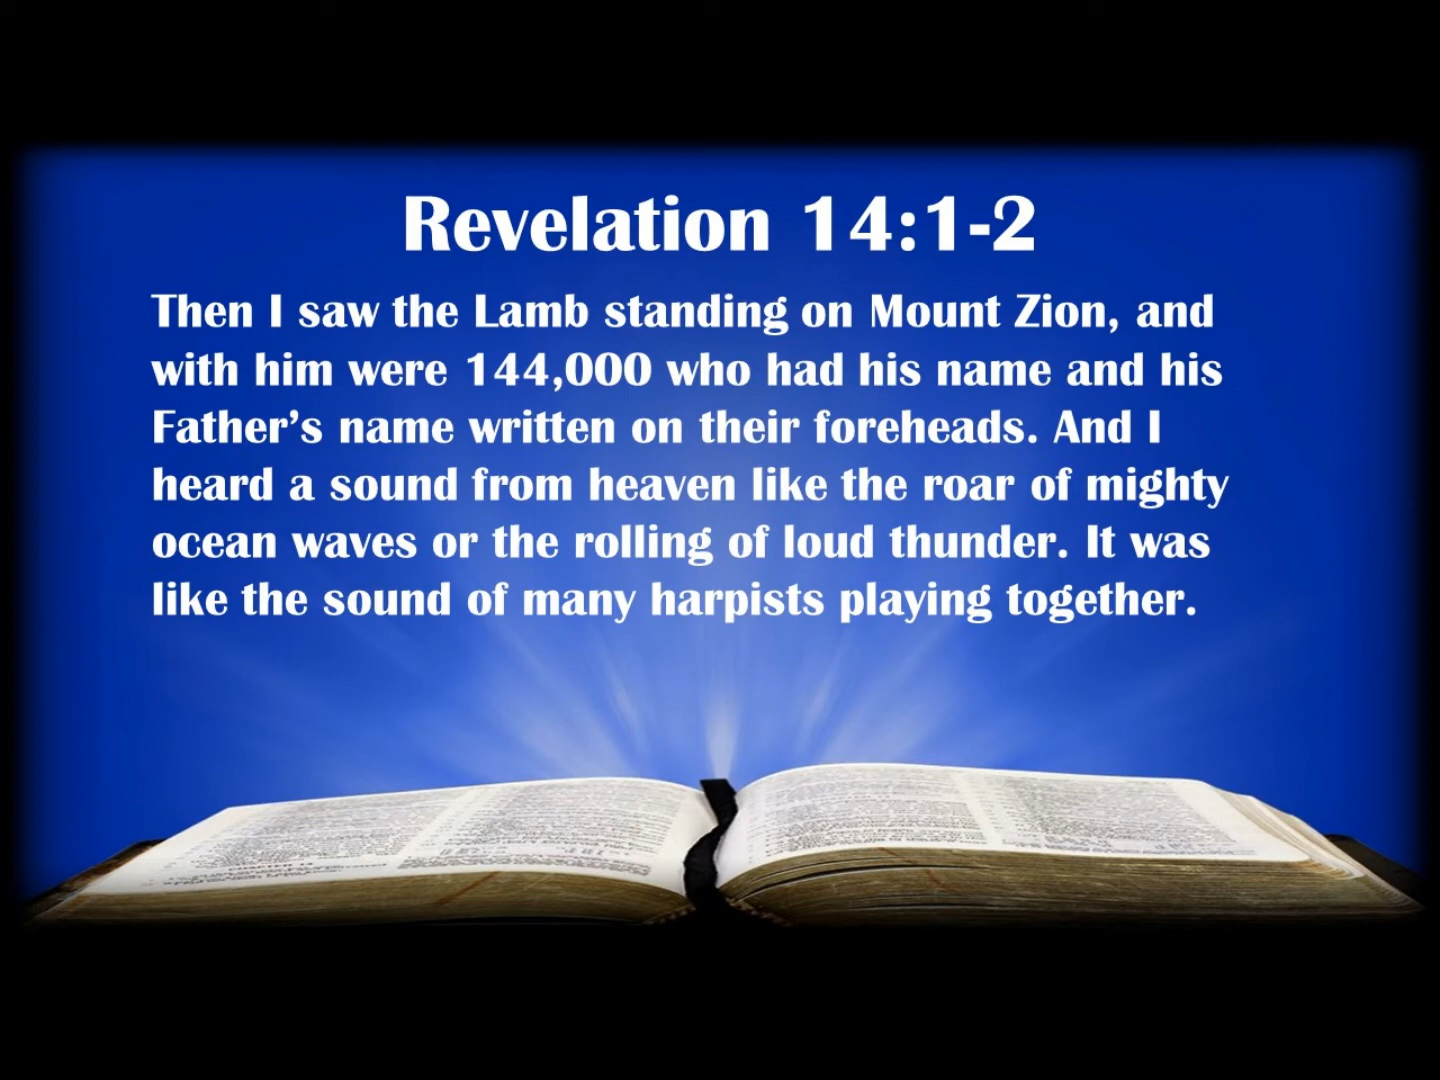 Revelation 14:1-2
Then I saw the Lamb standing on Mount Zion, and
with him were 144,000 who had his name and his
Father’s name written on their foreheads. And I
heard a sound from heaven like the roar of mighty
ocean waves or the rolling of loud thunder. It was
like the sound of many harpists playing together.